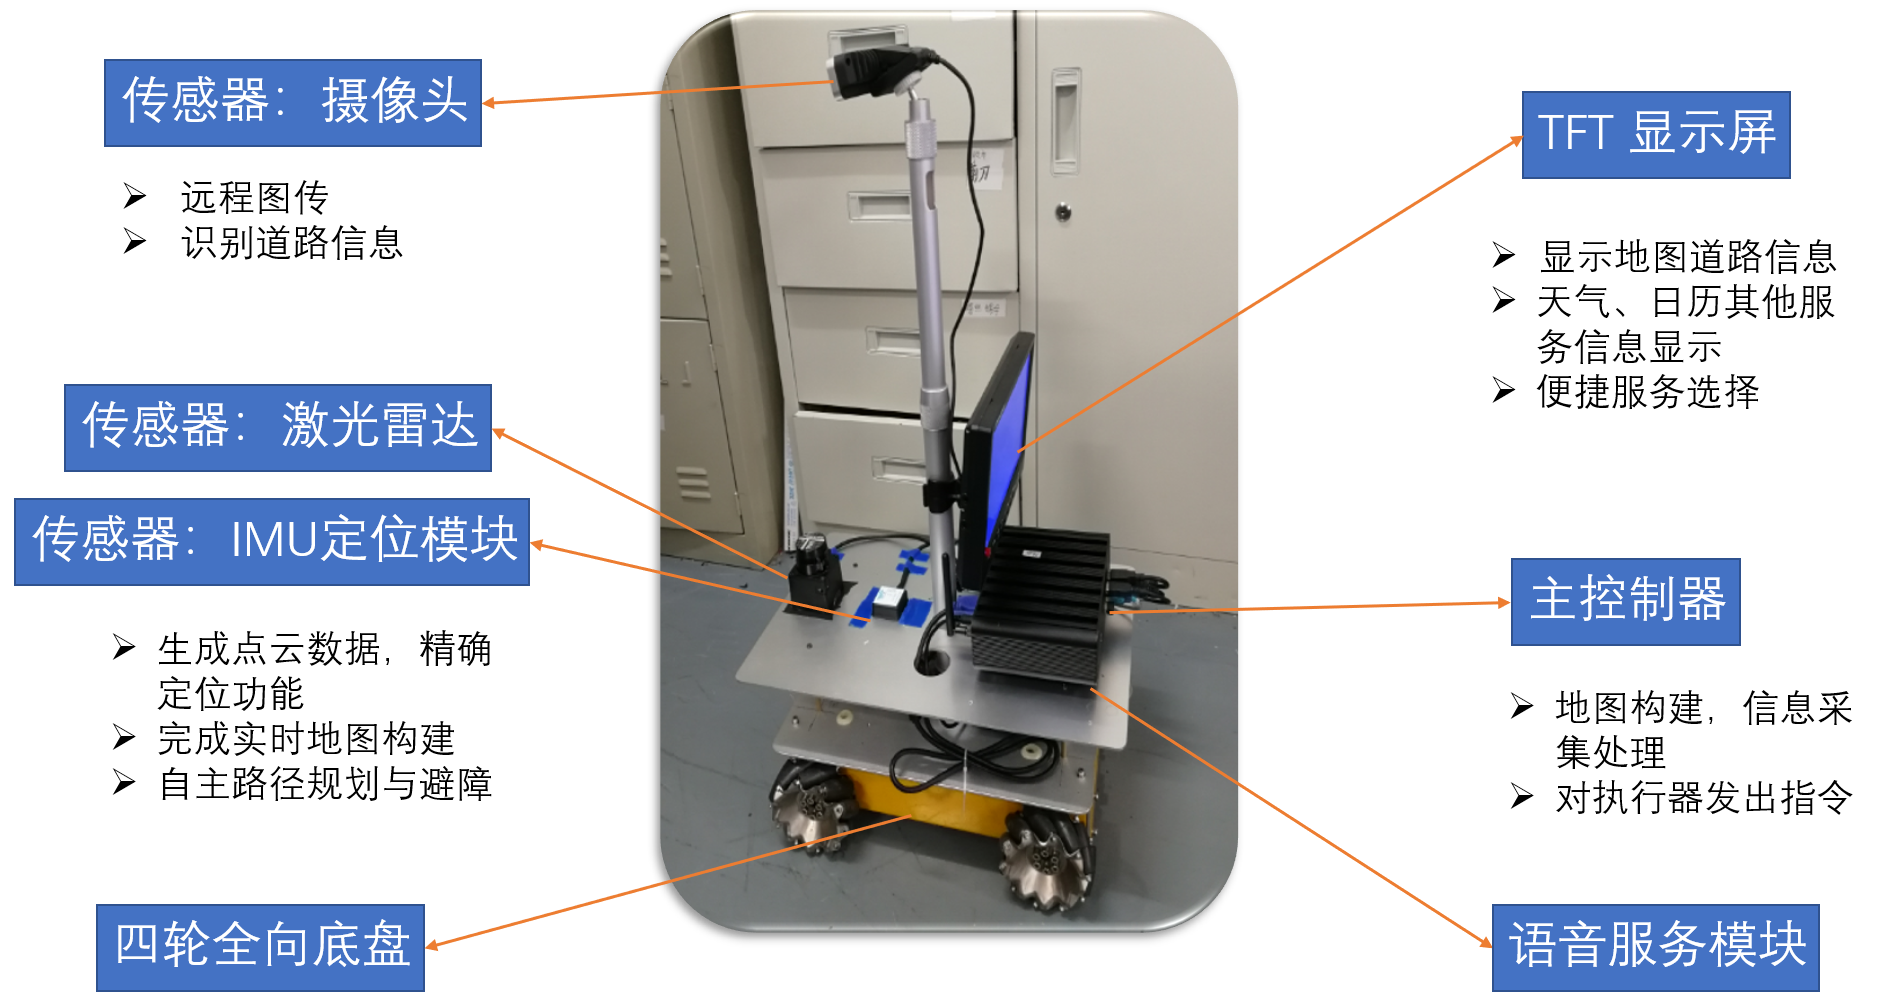 传感器：摄像头
➢ 远程图传
➢ 识别道路信息
传感器：激光雷达
传感器：IMU定位模块
➢ 生成点云数据，精确
定位功能
➢ 完成实时地图构建
➢ 自主路径规划与避障
四轮全向底盘
TFT 显示屏
➢ 显示地图道路信息
➢ 天气、日历其他服
务信息显示
➢ 便捷服务选择
主控制器
➢ 地图构建，信息采
集处理
➢ 对执行器发出指令
语音服务模块